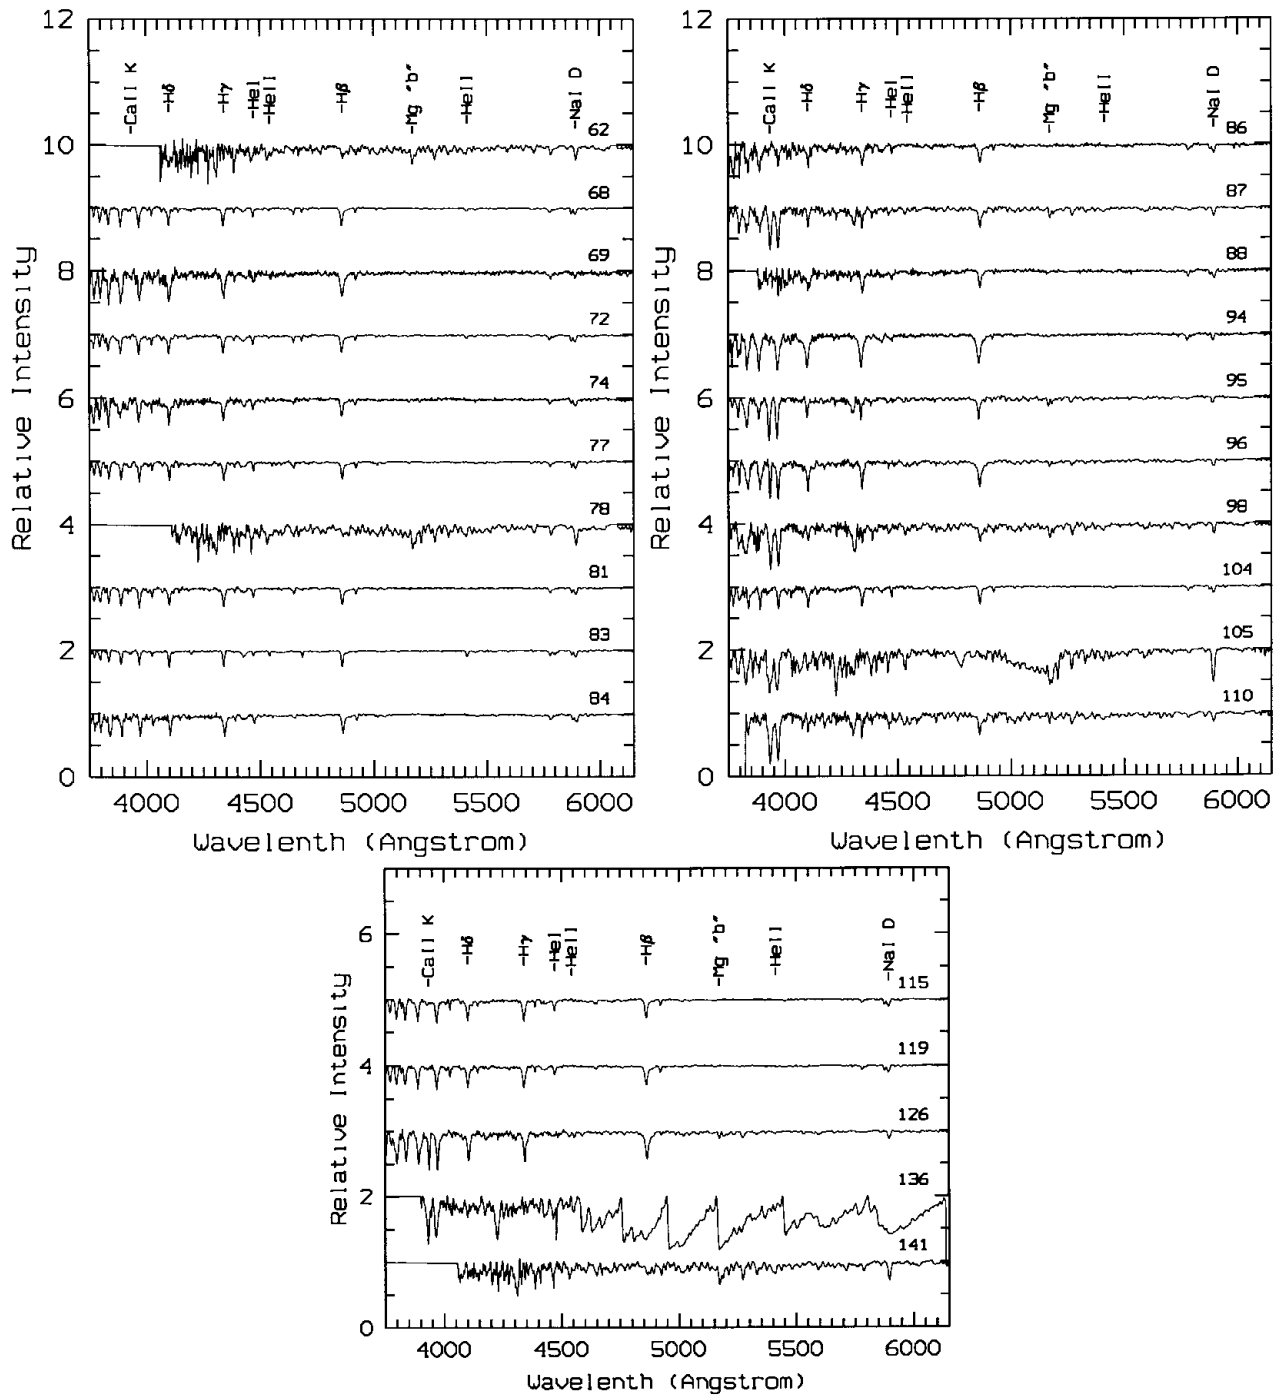 12
10
8
6
4
2
0
Relative Intensity
-CaII K
-Hδ
-Hγ
-HeI
-HeII
-Hβ
-Mg "b"
-HeII
-NaI D
62
68
69
72
74
77
78
81
83
84
4000 4500 5000 5500 6000
Wavelenth (Angstrom)
12
10
8
6
4
2
0
Relative Intensity
-CaII K
-Hδ
-Hγ
-HeI
-HeII
-Hβ
-Mg "b"
-HeII
-NaI D
86
87
88
94
95
96
98
104
105
110
4000 4500 5000 5500 6000
Wavelenth (Angstrom)
6
4
2
0
Relative Intensity
-CaII K
-Hδ
-Hγ
-HeI
-HeII
-Hβ
-Mg "b"
-HeII
-NaI D
115
119
126
136
141
4000 4500 5000 5500 6000
Wavelenth (Angstrom)